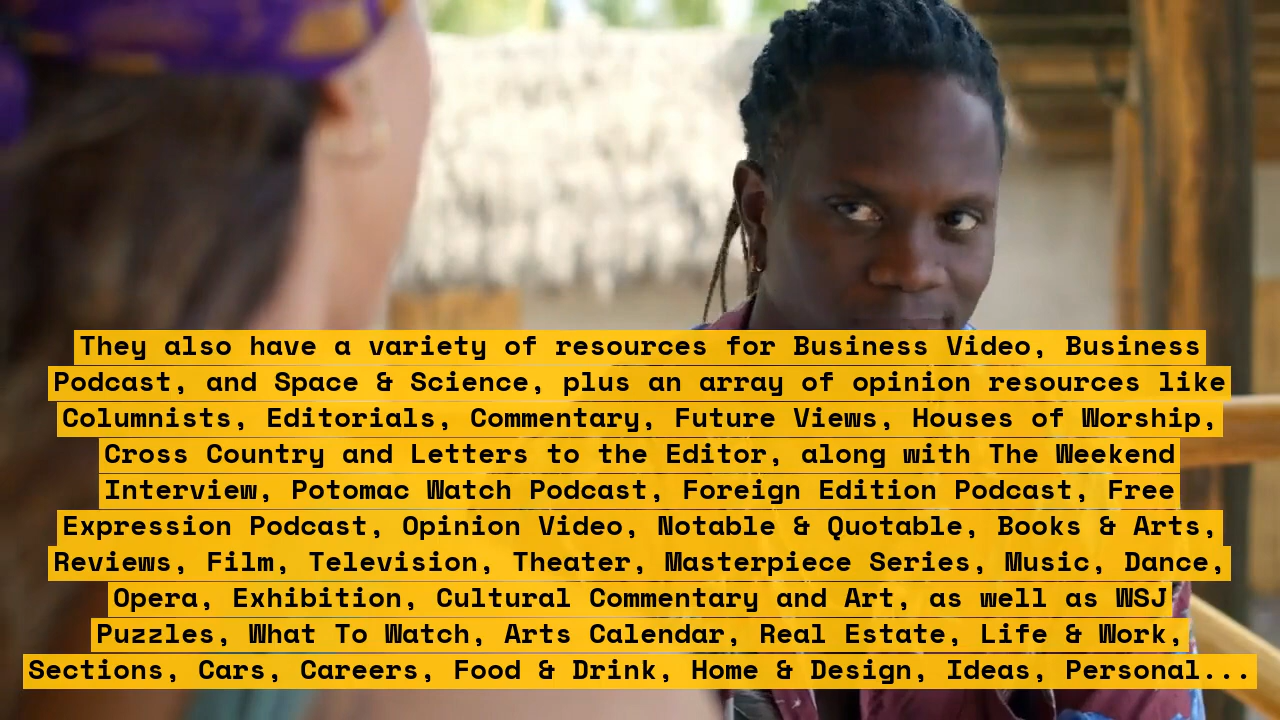 They also have a variety of resources for Business Video, Business
Podcast, and Space & Science, plus an array of opinion resources like
Columnists, Editorials, Commentary, Future Views, Houses of Worship,
Cross Country and Letters to the Editor, along with The Weekend
Interview, Potomac Watch Podcast, Foreign Edition Podcast, Free
Expression Podcast, Opinion Video, Notable & Quotable, Books & Arts,
Reviews, Film, Television, Theater, Masterpiece Series, Music, Dance,
Opera, Exhibition, Cultural Commentary and Art, as well as WSJ
Puzzles, What To Watch, Arts Calendar, Real Estate, Life & Work,
Sections, Cars, Careers, Food & Drink, Home & Design, Ideas, Personal...